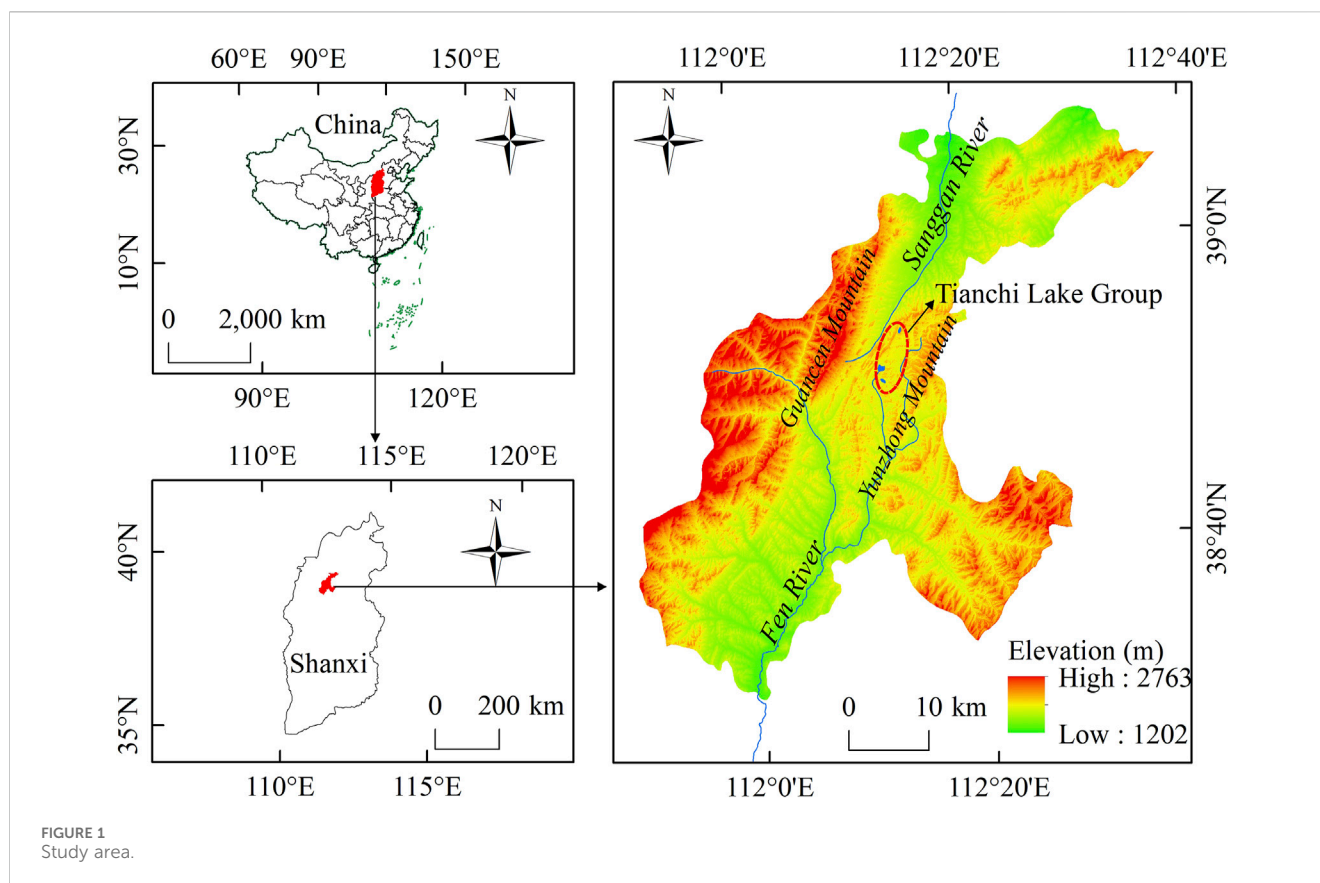 60°E 90°E 150°E
N
China
30°N
10°N
0 2,000 km
90°E 120°E
110°E 115°E 120°E
N
40°N
35°N
Shanxi
0 200 km
110°E 115°E
112°0'E 112°20'E 112°40'E
N
Sanggan River
39°0'N
Guancen Mountain
Tianchi Lake Group
Yunzhong Mountain
38°40'N
Fen River
Elevation (m)
High : 2763
Low : 1202
0 10 km
112°0'E 112°20'E
FIGURE 1
Study area.